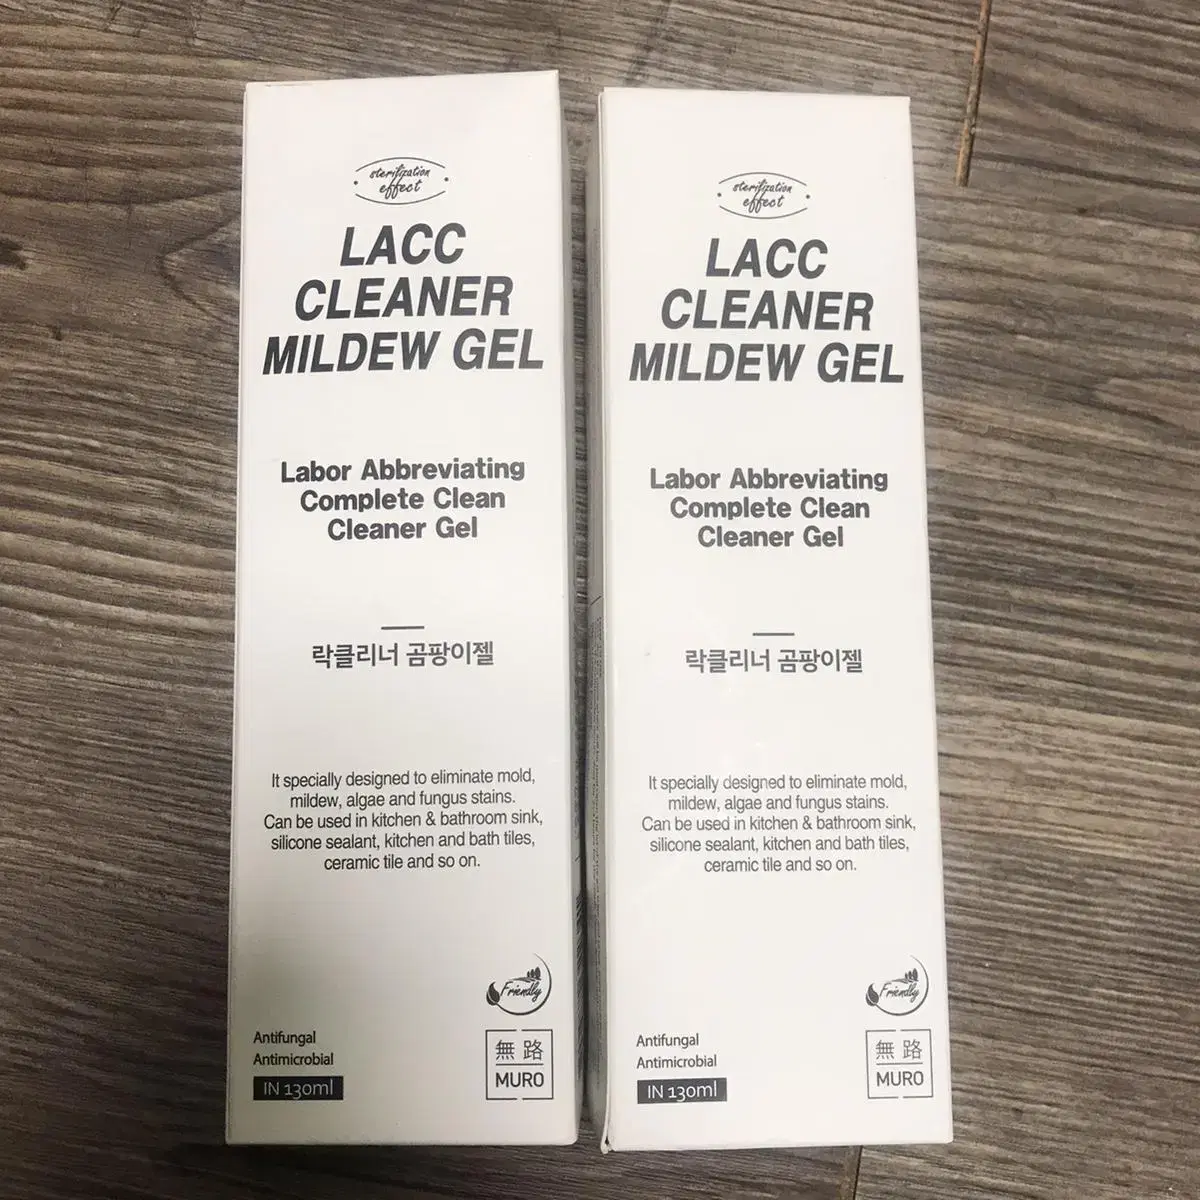 sterilization
effect
LACC
CLEANER
MILDEW GEL
Labor Abbreviating
Complete Clean
Cleaner Gel
락클리너 곰팡이젤
It specially designed to eliminate mold,
mildew, algae and fungus stains.
Can be used in kitchen & bathroom sink,
silicone sealant, kitchen and bath tiles,
ceramic tile and so on.
Friendly
Antifungal
Antimicrobial
IN 130ml
無路
MURO
sterilization
effect
LACC
CLEANER
MILDEW GEL
Labor Abbreviating
Complete Clean
Cleaner Gel
락클리너 곰팡이젤
It specially designed to eliminate mold,
mildew, algae and fungus stains.
Can be used in kitchen & bathroom sink,
silicone sealant, kitchen and bath tiles,
ceramic tile and so on.
Friendly
Antifungal
Antimicrobial
IN 130ml
無路
MURO